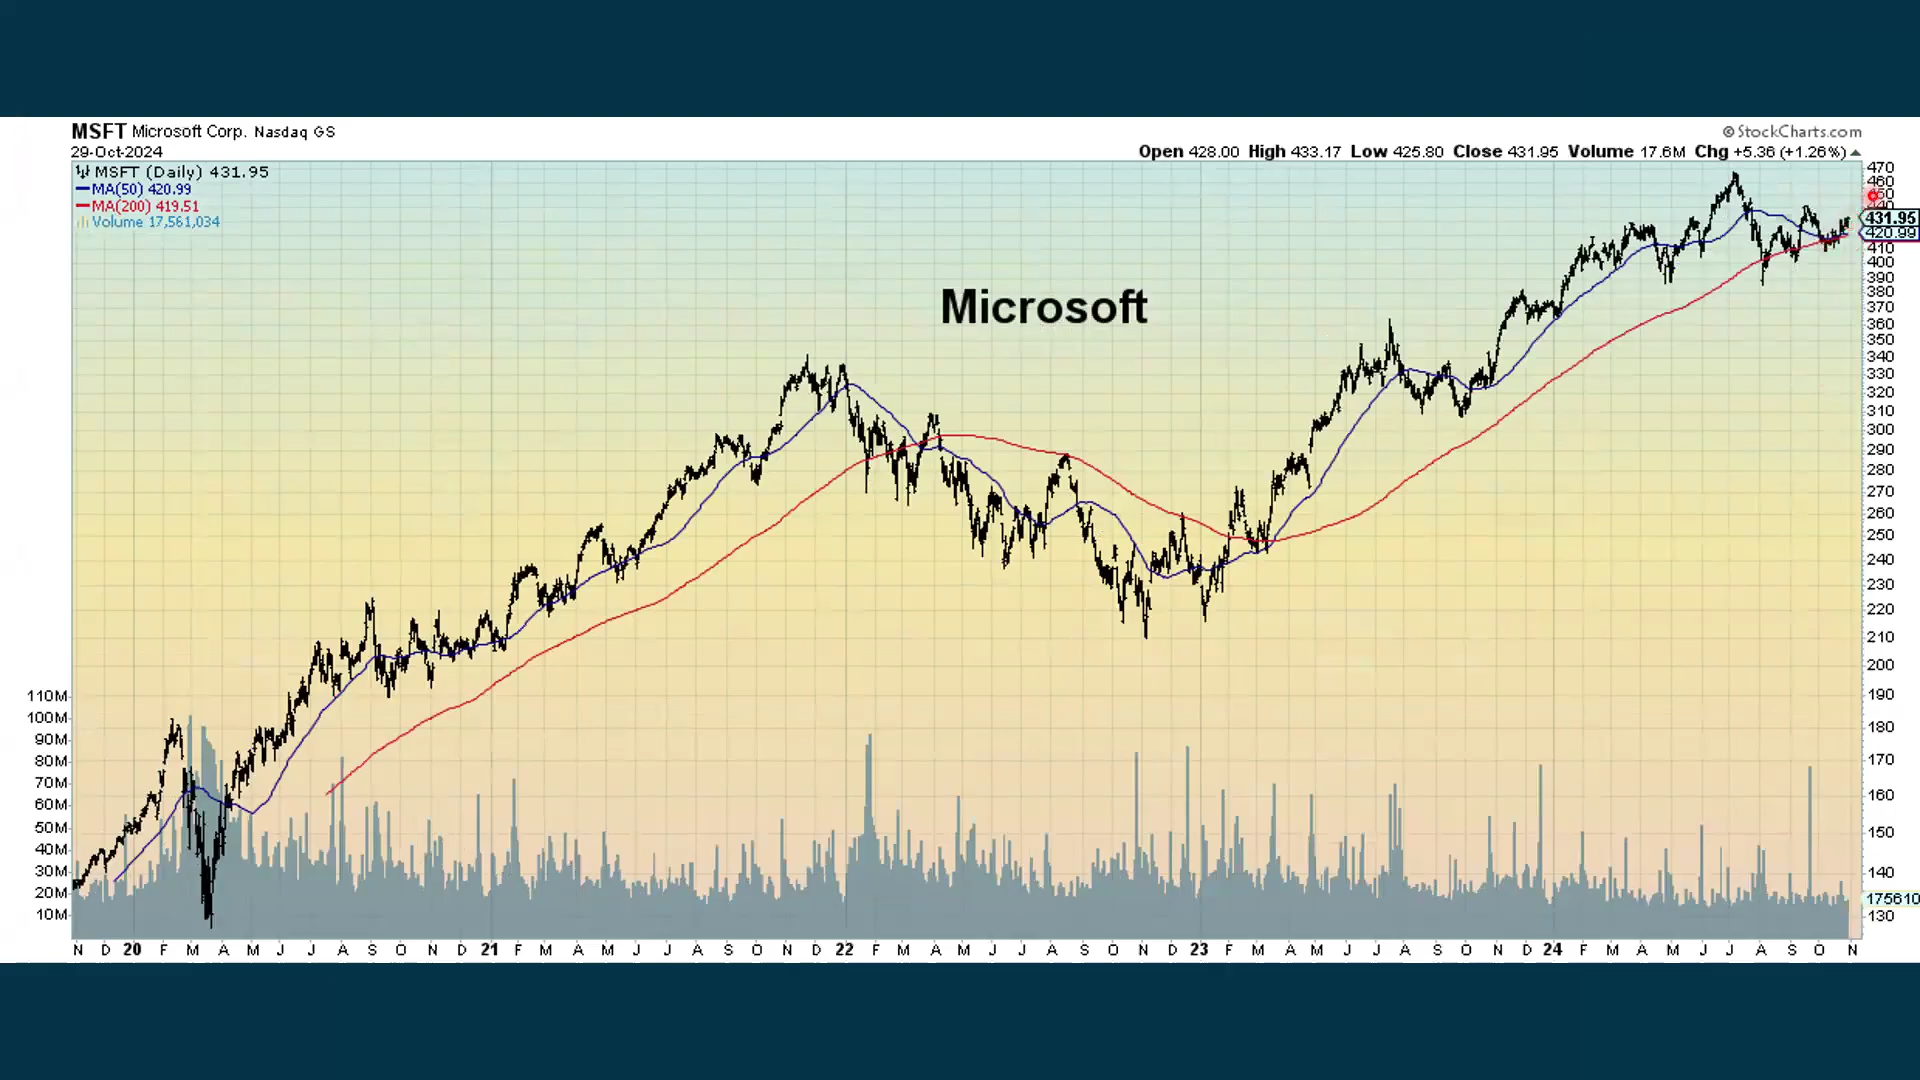 MSFT Microsoft Corp. Nasdaq GS
© StockCharts.com
29-Oct-2024
Open 428.00 High 433.17 Low 425.80 Close 431.95 Volume 17.6M Chg +5.36 (+1.26%)
MSFT (Daily) 431.95
MA(50) 420.99
MA(200) 419.51
Volume 17,561,034
Microsoft
470
460
431.95
420.99
410
400
390
380
370
360
350
340
330
320
310
300
290
280
270
260
250
240
230
220
210
200
190
180
170
160
150
140
175610
130
110M
100M
90M
80M
70M
60M
50M
40M
30M
20M
10M
N D 20 F M A M J J A S O N D 21 F M A M J J A S O N D 22 F M A M J J A S O N D 23 F M A M J J A S O N D 24 F M A M J J A S O N